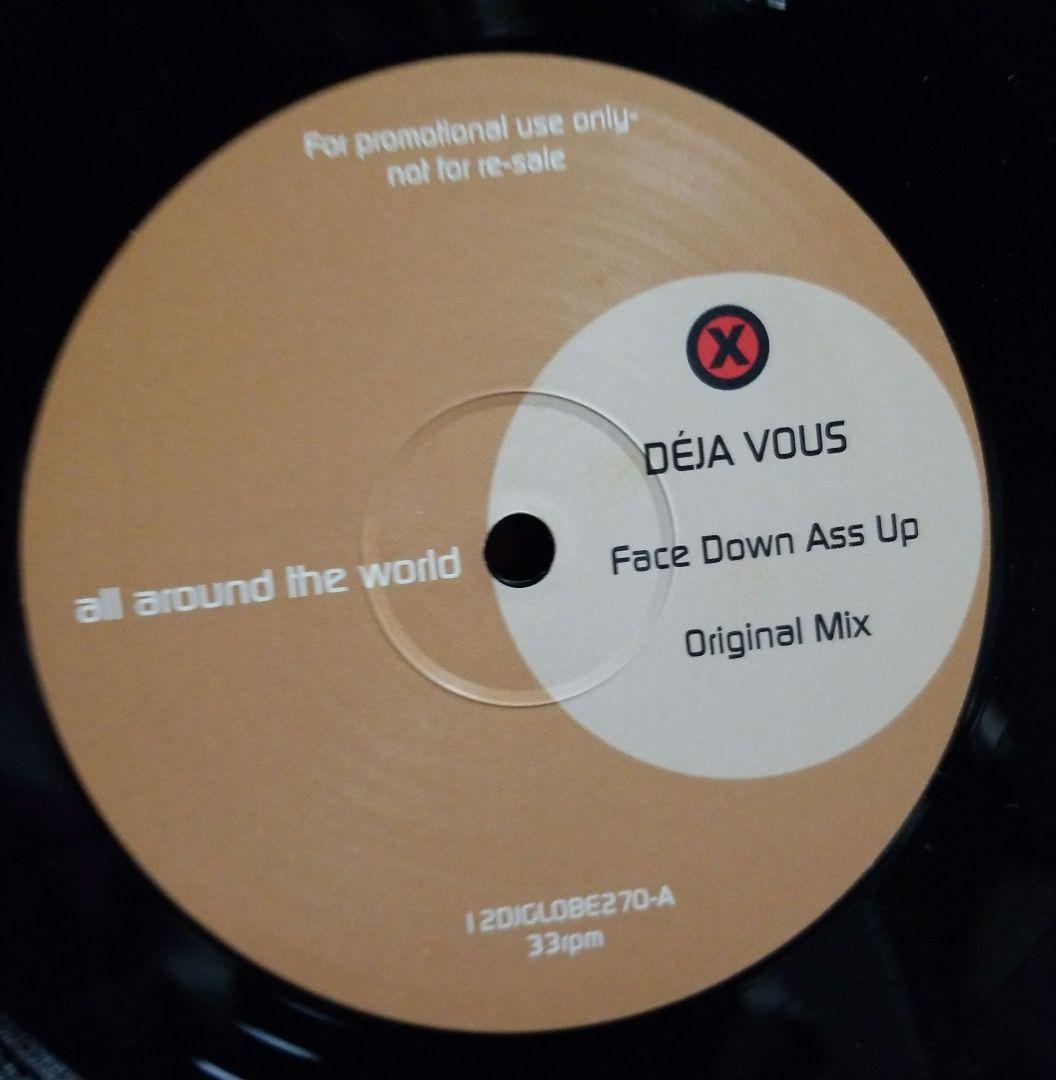 For promotional use only-
not for re-sale
X
DÉJA VOUS
Face Down Ass Up
Original Mix
all around the world
12DJGLOBE270-A
33rpm